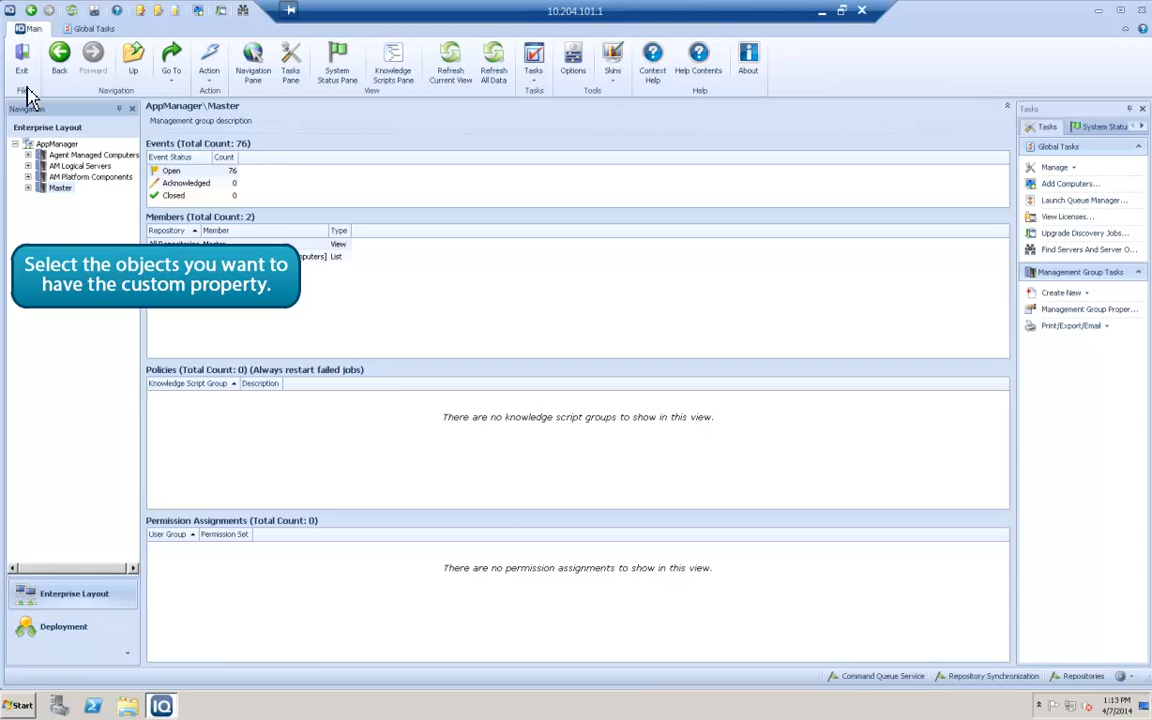 10.204.101.1
Main Global Tasks
Exit Back Forward Up Go To Action Navigation Pane Tasks Pane System Status Pane Knowledge Scripts Pane Refresh Current View Refresh All Data Tasks Options Skins Context Help Help Contents About
Navigation Action View Tasks Tools Help
Enterprise Layout
AppManager
Agent Managed Computers
AM Logical Servers
AM Platform Components
Master
Select the objects you want to
have the custom property.
Enterprise Layout
Deployment
AppManager\Master
Management group description
Events (Total Count: 76)
Event Status Count
Open 76
Acknowledged 0
Closed 0
Members (Total Count: 2)
Repository Member Type
View
List
Policies (Total Count: 0) (Always restart failed jobs)
Knowledge Script Group Description
There are no knowledge script groups to show in this view.
Permission Assignments (Total Count: 0)
User Group Permission Set
There are no permission assignments to show in this view.
Tasks
Tasks System Statu
Global Tasks
Manage
Add Computers...
Launch Queue Manager...
View Licenses...
Upgrade Discovery Jobs...
Find Servers And Server O...
Management Group Tasks
Create New
Management Group Proper...
Print/Export/Email
Command Queue Service Repository Synchronization Repositories
Start
IQ
1:13 PM
4/7/2014